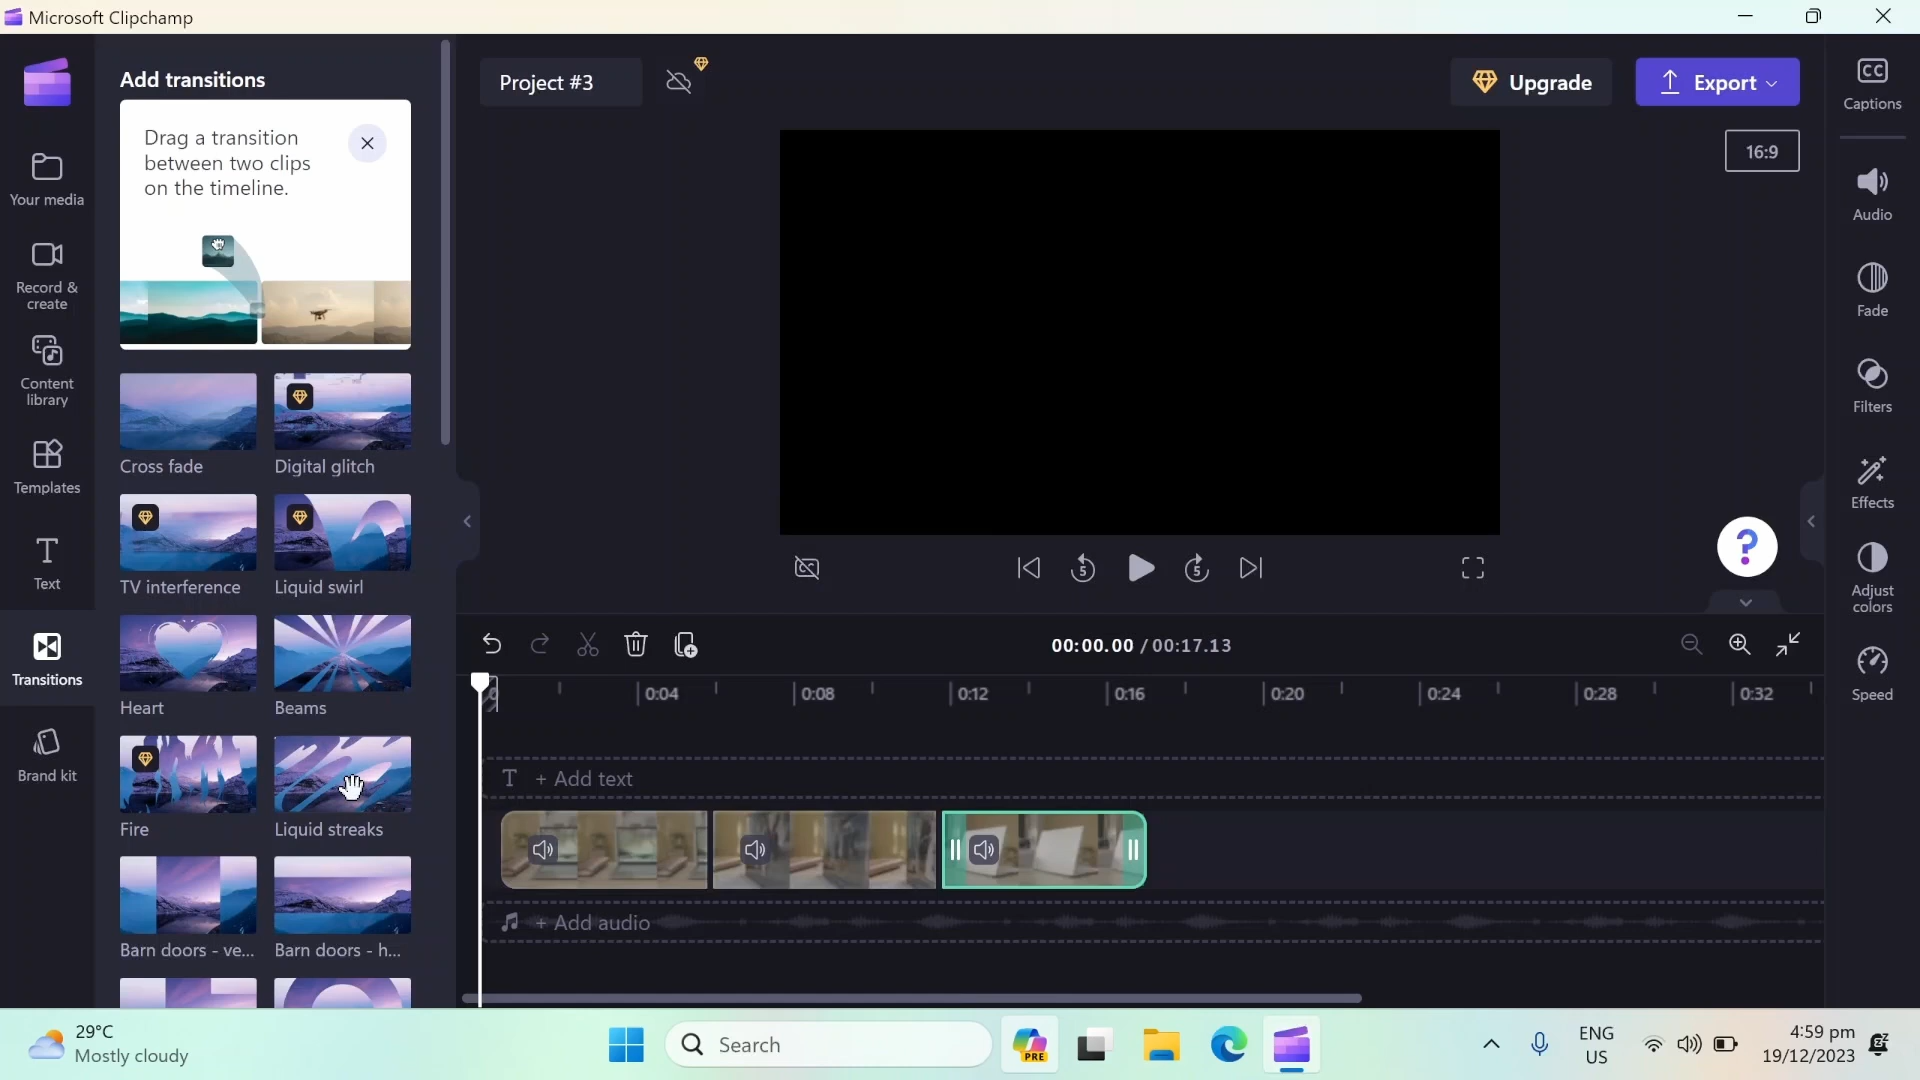 Microsoft Clipchamp
Add transitions
Drag a transition
between two clips
on the timeline.
Your media
Record &
create
Content
library
Templates
Text
Transitions
Brand kit
Cross fade
Digital glitch
TV interference
Liquid swirl
Heart
Beams
Fire
Liquid streaks
Barn doors - ve...
Barn doors - h...
Project #3
Upgrade
Export
16:9
CC
Captions
Audio
Fade
Filters
Effects
Adjust
colors
Speed
?
5
5
00:00.00 / 00:17.13
0
0:04
0:08
0:12
0:16
0:20
0:24
0:28
0:32
T + Add text
+ Add audio
29°C
Mostly cloudy
Search
PRE
ENG
US
4:59 pm
19/12/2023